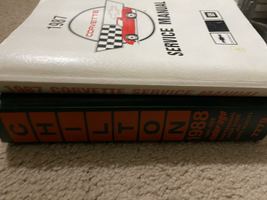 1987
CORVETTE
SERVICE MANUAL
1987 CORVETTE SERVICE MANUAL
CHILTON
1988